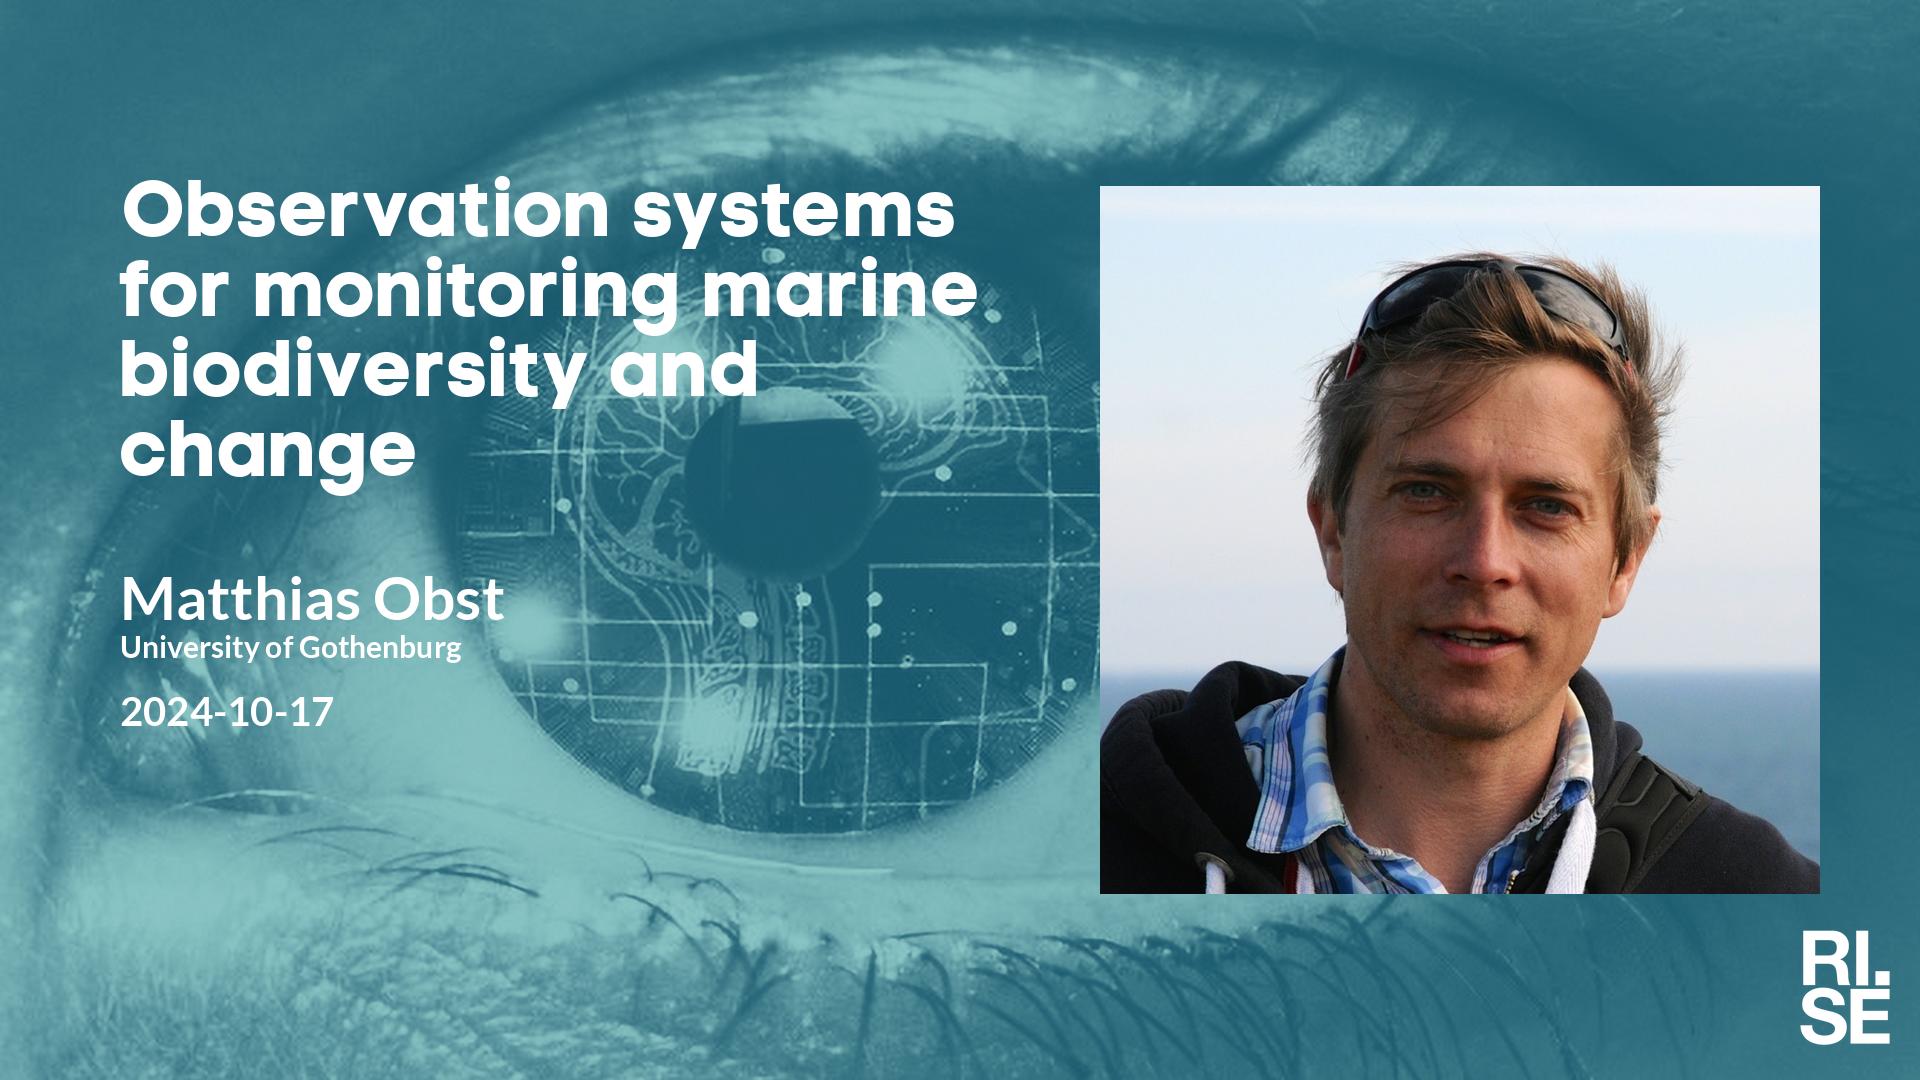 Observation systems
for monitoring marine
biodiversity and
change
Matthias Obst
University of Gothenburg
2024-10-17
RI.
SE